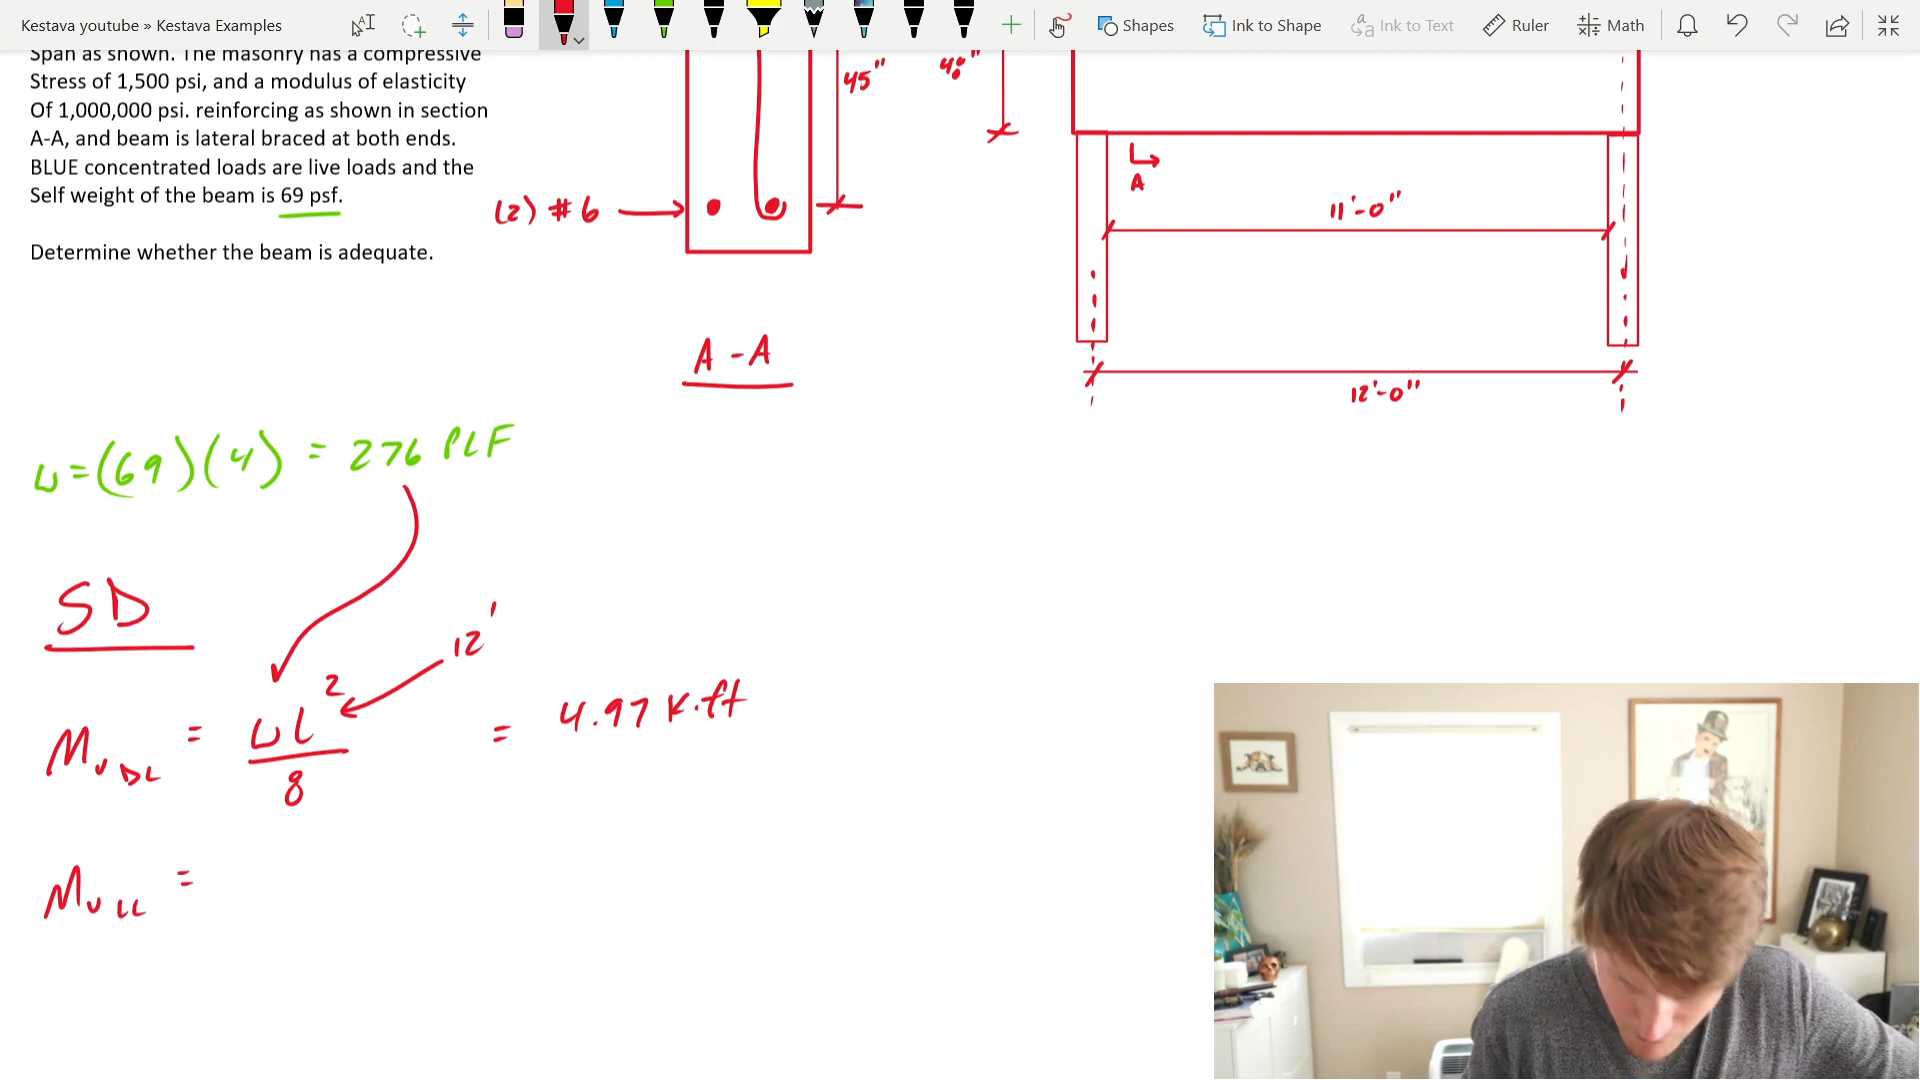 Kestava youtube » Kestava Examples
Shapes
Ink to Shape
Ink to Text
Ruler
Math
Span as shown. The masonry has a compressive
Stress of 1,500 psi, and a modulus of elasticity
Of 1,000,000 psi. reinforcing as shown in section
A-A, and beam is lateral braced at both ends.
BLUE concentrated loads are live loads and the
Self weight of the beam is 69 psf.
Determine whether the beam is adequate.
45"
(2) #6
A-A
A
11'-0"
12'-0"
w=(69)(4) = 276 PLF
SD
12'
Mu DL = wl²/8 = 4.97 K.ft
Mu LL =